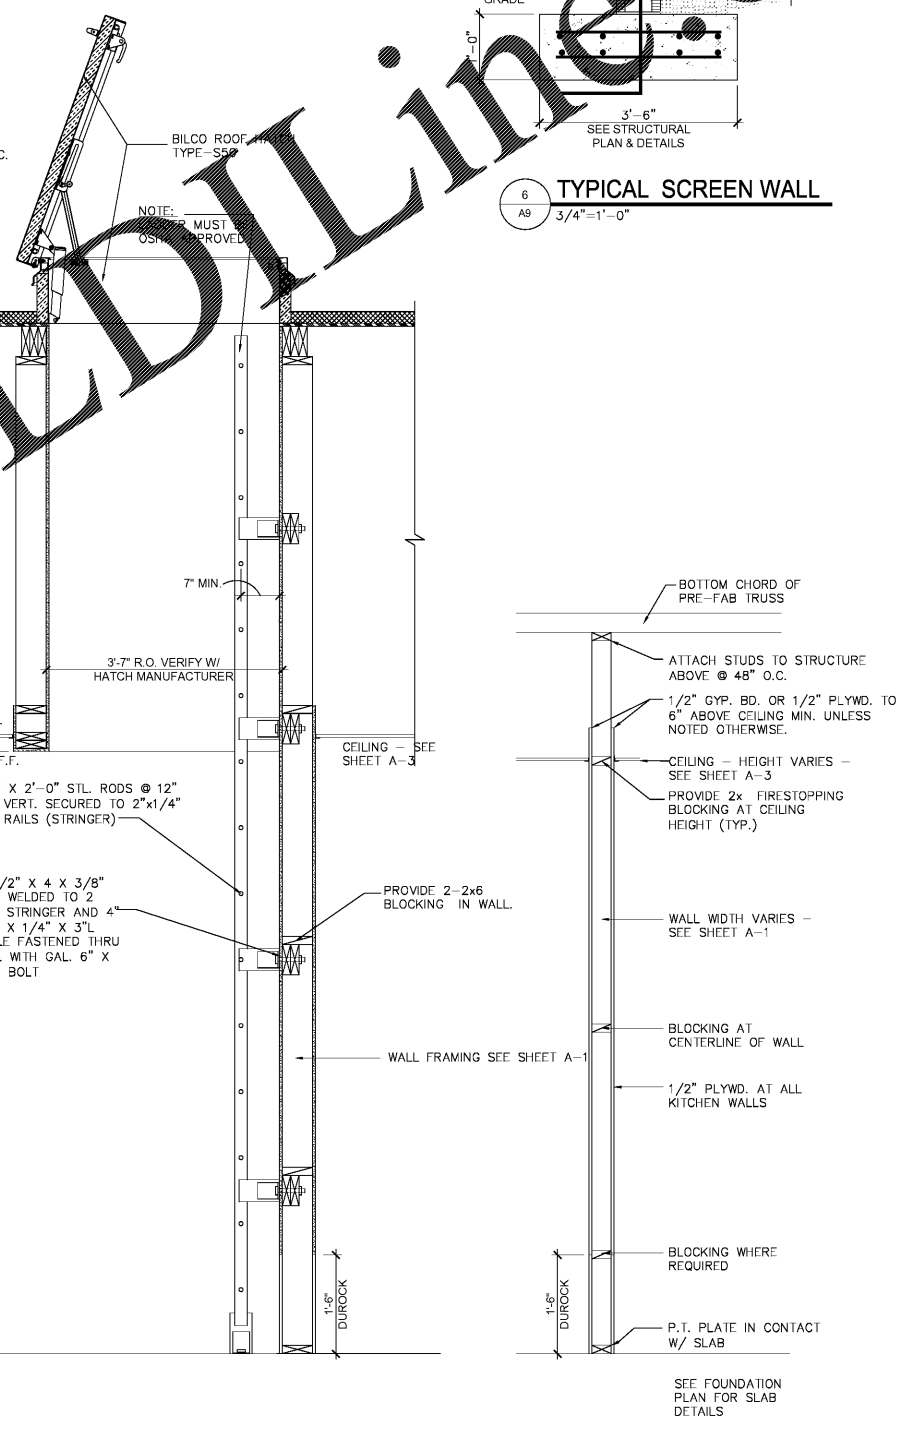 GRADE
3'-6"
SEE STRUCTURAL
PLAN & DETAILS
6
A9
TYPICAL SCREEN WALL
3/4"=1'-0"
C.
BILCO ROOF HATCH
TYPE-S50
NOTE:
LADDER MUST BE
OSHA APPROVED
7" MIN.
3'-7" R.O. VERIFY W/
HATCH MANUFACTURER
CEILING - SEE
SHEET A-3
F.F.
" X 2'-0" STL. RODS @ 12"
VERT. SECURED TO 2"x1/4"
RAILS (STRINGER)
/2" X 4 X 3/8"
WELDED TO 2
STRINGER AND 4"
X 1/4" X 3"L
LE FASTENED THRU
. WITH GAL. 6" X
BOLT
PROVIDE 2-2x6
BLOCKING IN WALL.
WALL FRAMING SEE SHEET A-1
1'-6"
DUROCK
BOTTOM CHORD OF
PRE-FAB TRUSS
ATTACH STUDS TO STRUCTURE
ABOVE @ 48" O.C.
1/2" GYP. BD. OR 1/2" PLYWD. TO
6" ABOVE CEILING MIN. UNLESS
NOTED OTHERWISE.
CEILING - HEIGHT VARIES -
SEE SHEET A-3
PROVIDE 2x FIRESTOPPING
BLOCKING AT CEILING
HEIGHT (TYP.)
WALL WIDTH VARIES -
SEE SHEET A-1
BLOCKING AT
CENTERLINE OF WALL
1/2" PLYWD. AT ALL
KITCHEN WALLS
BLOCKING WHERE
REQUIRED
1'-6"
DUROCK
P.T. PLATE IN CONTACT
W/ SLAB
SEE FOUNDATION
PLAN FOR SLAB
DETAILS